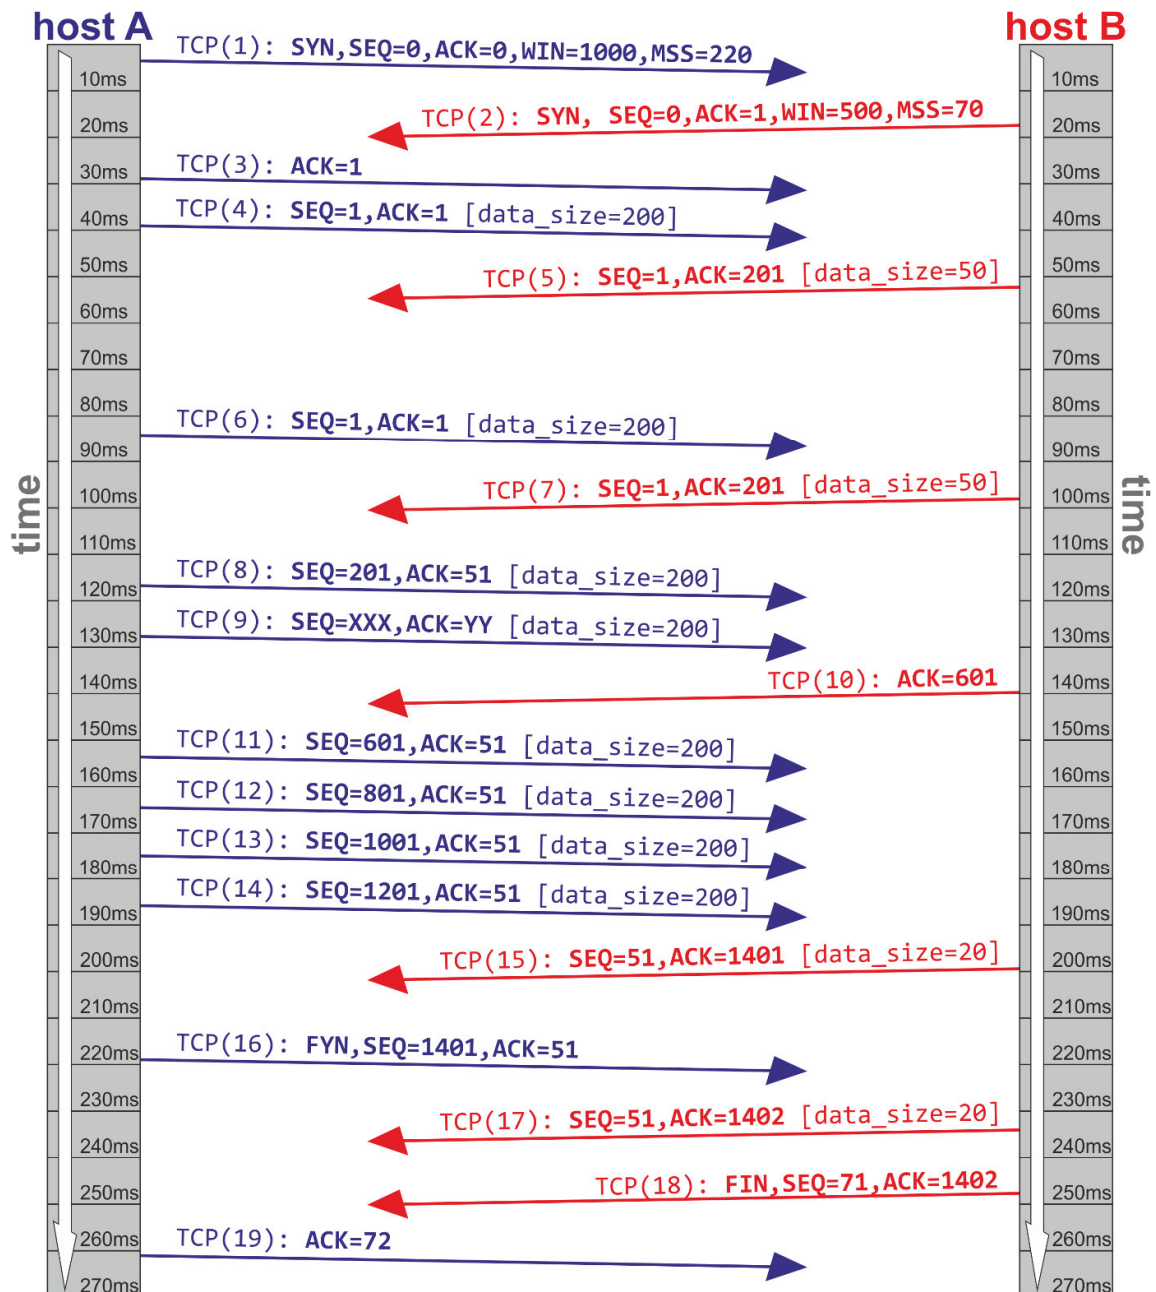 host A
host B
TCP(1): SYN,SEQ=0,ACK=0,WIN=1000,MSS=220
10ms
10ms
TCP(2): SYN, SEQ=0,ACK=1,WIN=500,MSS=70
20ms
20ms
TCP(3): ACK=1
30ms
30ms
TCP(4): SEQ=1,ACK=1 [data_size=200]
40ms
40ms
50ms
TCP(5): SEQ=1,ACK=201 [data_size=50]
50ms
60ms
60ms
70ms
70ms
80ms
80ms
TCP(6): SEQ=1,ACK=1 [data_size=200]
90ms
90ms
time
time
TCP(7): SEQ=1,ACK=201 [data_size=50]
100ms
100ms
110ms
110ms
TCP(8): SEQ=201,ACK=51 [data_size=200]
120ms
120ms
TCP(9): SEQ=XXX,ACK=YY [data_size=200]
130ms
130ms
TCP(10): ACK=601
140ms
140ms
150ms
150ms
TCP(11): SEQ=601,ACK=51 [data_size=200]
160ms
160ms
TCP(12): SEQ=801,ACK=51 [data_size=200]
170ms
170ms
TCP(13): SEQ=1001,ACK=51 [data_size=200]
180ms
180ms
TCP(14): SEQ=1201,ACK=51 [data_size=200]
190ms
190ms
TCP(15): SEQ=51,ACK=1401 [data_size=20]
200ms
200ms
210ms
210ms
TCP(16): FYN,SEQ=1401,ACK=51
220ms
220ms
230ms
230ms
TCP(17): SEQ=51,ACK=1402 [data_size=20]
240ms
240ms
TCP(18): FIN,SEQ=71,ACK=1402
250ms
250ms
TCP(19): ACK=72
260ms
260ms
270ms
270ms